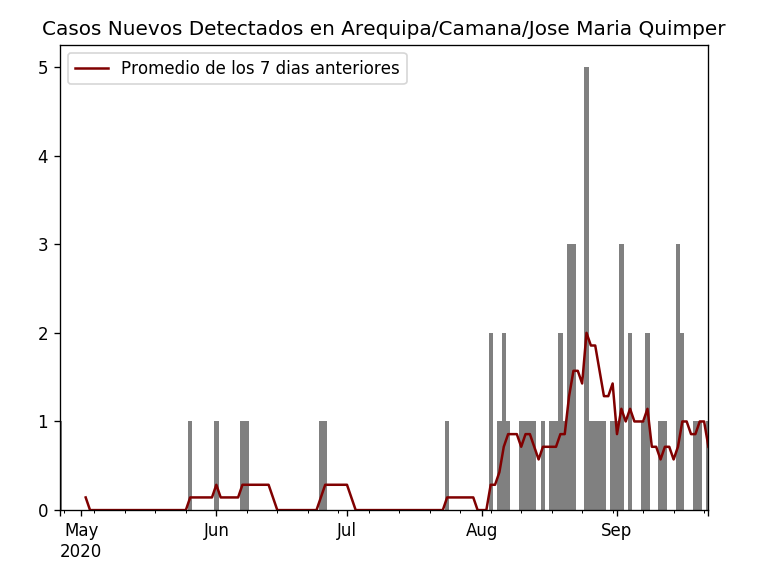 Casos Nuevos Detectados en Arequipa/Camana/Jose Maria Quimper
Promedio de los 7 dias anteriores
5
4
3
2
1
0
May Jun Jul Aug Sep
2020